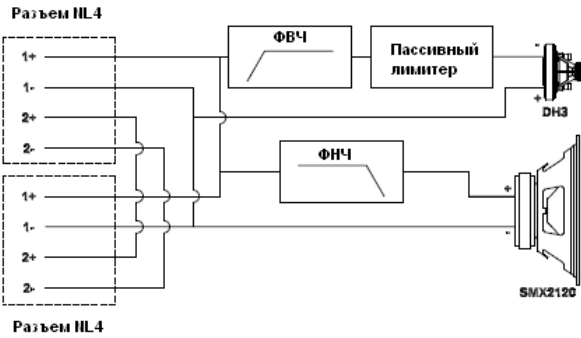 Разъем NL4
1+
1-
2+
2-
1+
1-
2+
2-
Разъем NL4
ФВЧ
Пассивный
лимитер
-
+
DH3
ФНЧ
+
-
SMX2120